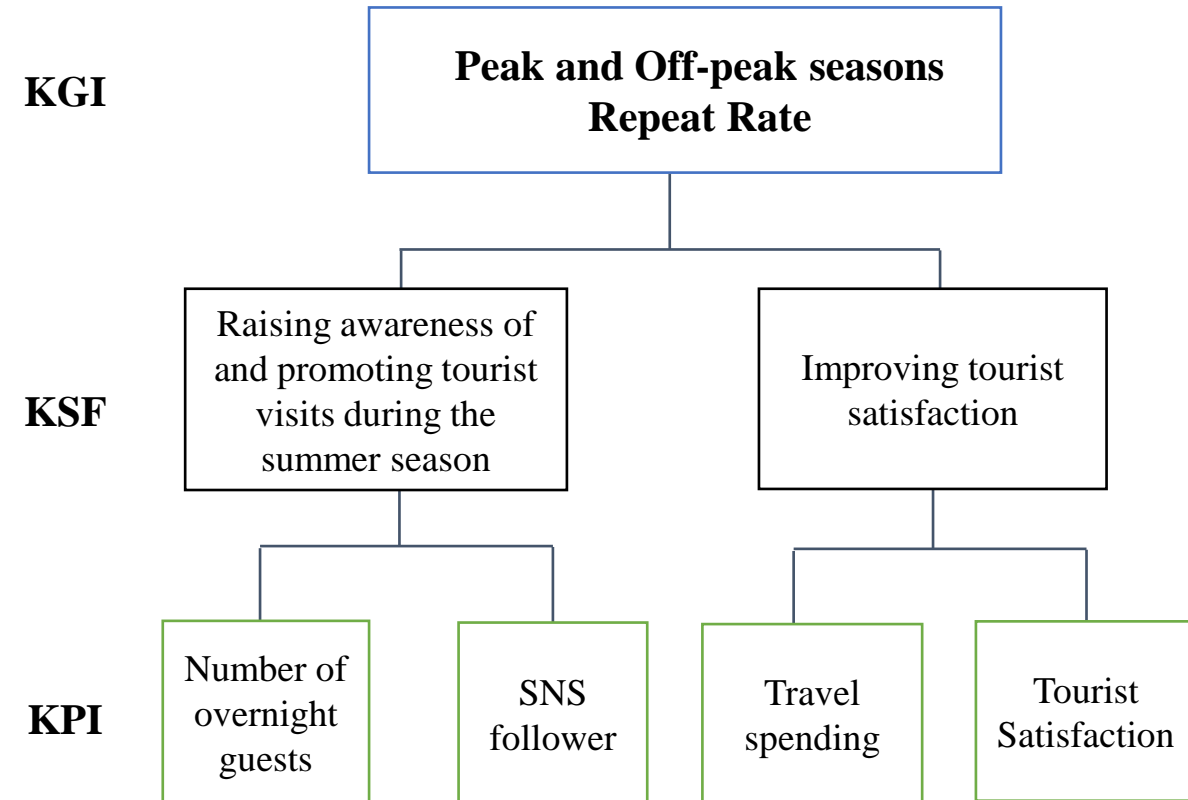 KGI
Peak and Off-peak seasons
Repeat Rate
KSF
Raising awareness of
and promoting tourist
visits during the
summer season
Improving tourist
satisfaction
KPI
Number of
overnight
guests
SNS
follower
Travel
spending
Tourist
Satisfaction